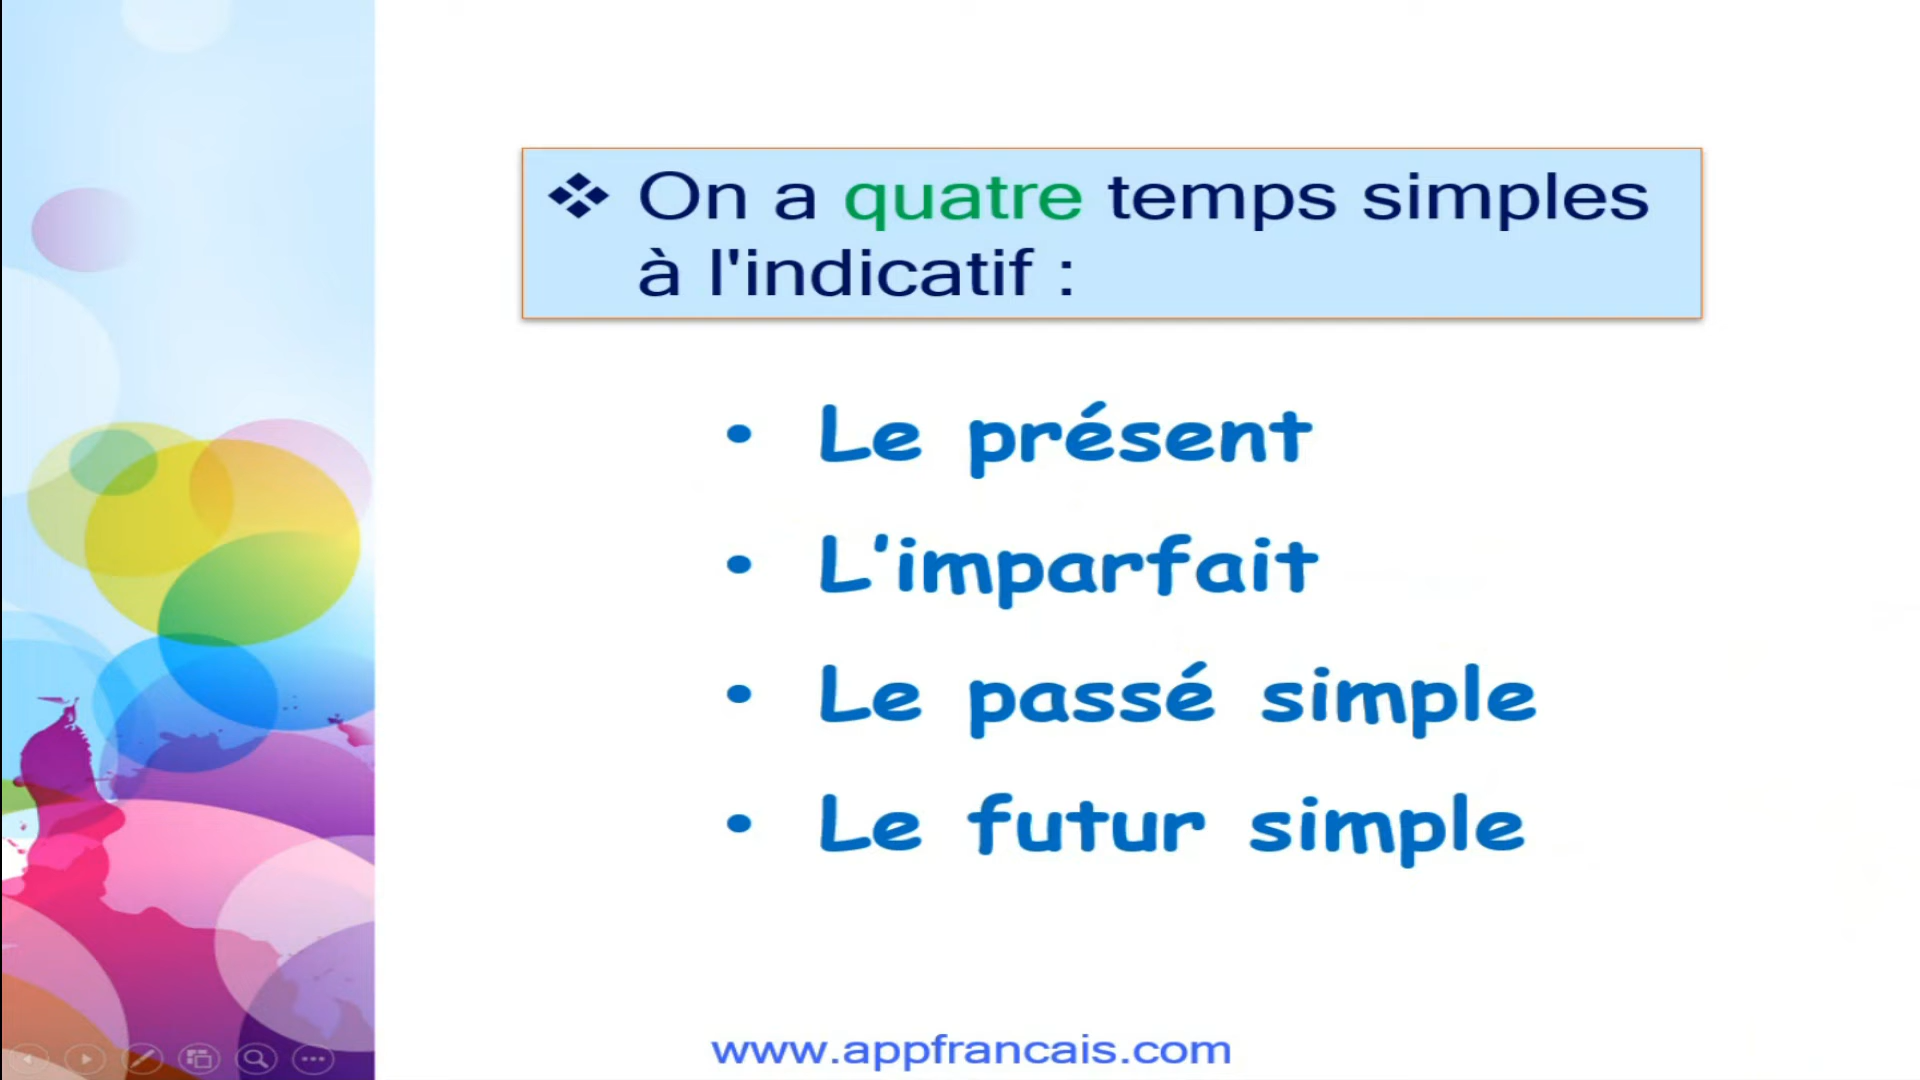 ❖ On a quatre temps simples
à l'indicatif :
• Le présent
• L'imparfait
• Le passé simple
• Le futur simple
www.appfrancais.com